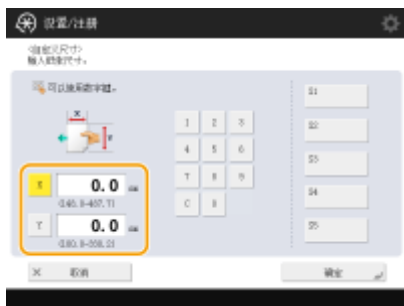 设置/注册
<自定义尺寸>
输入纸张尺寸。
可以使用数字键。
X
Y
1 2 3
4 5 6
7 8 9
C 0
X 0.0 mm
Y 0.0 mm
S1
S2
S3
S4
S5
× 取消
确定